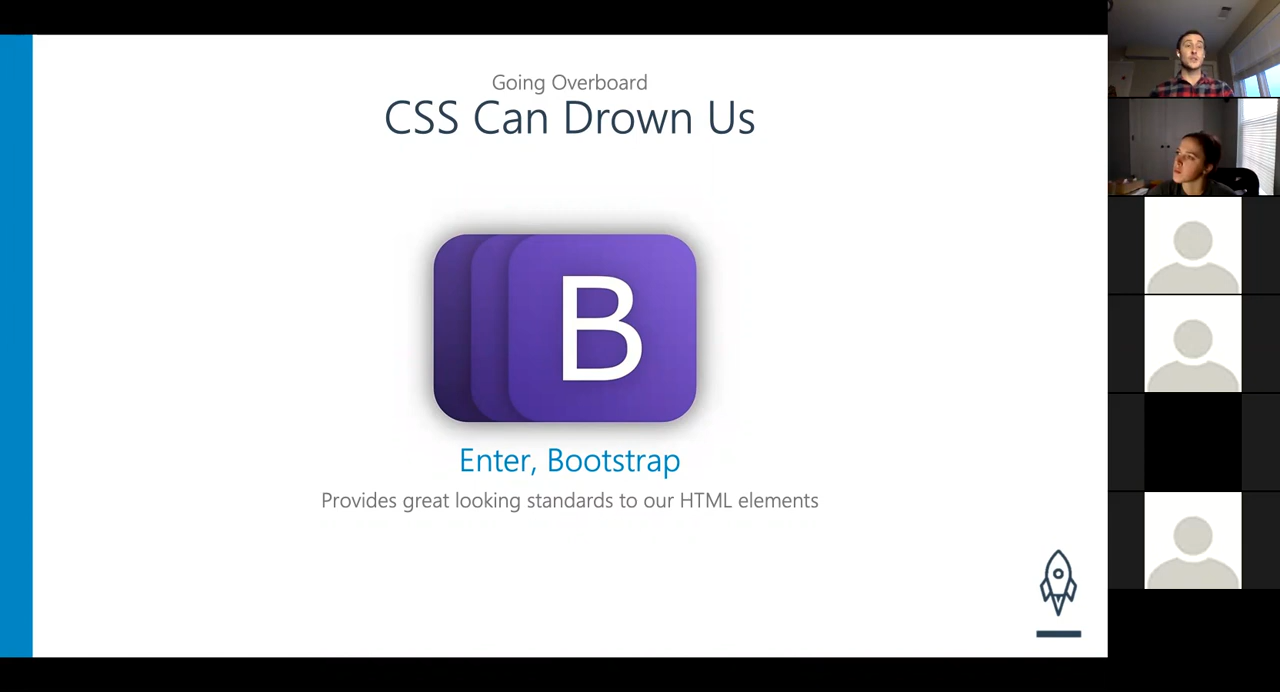 Going Overboard
CSS Can Drown Us
B
Enter, Bootstrap
Provides great looking standards to our HTML elements